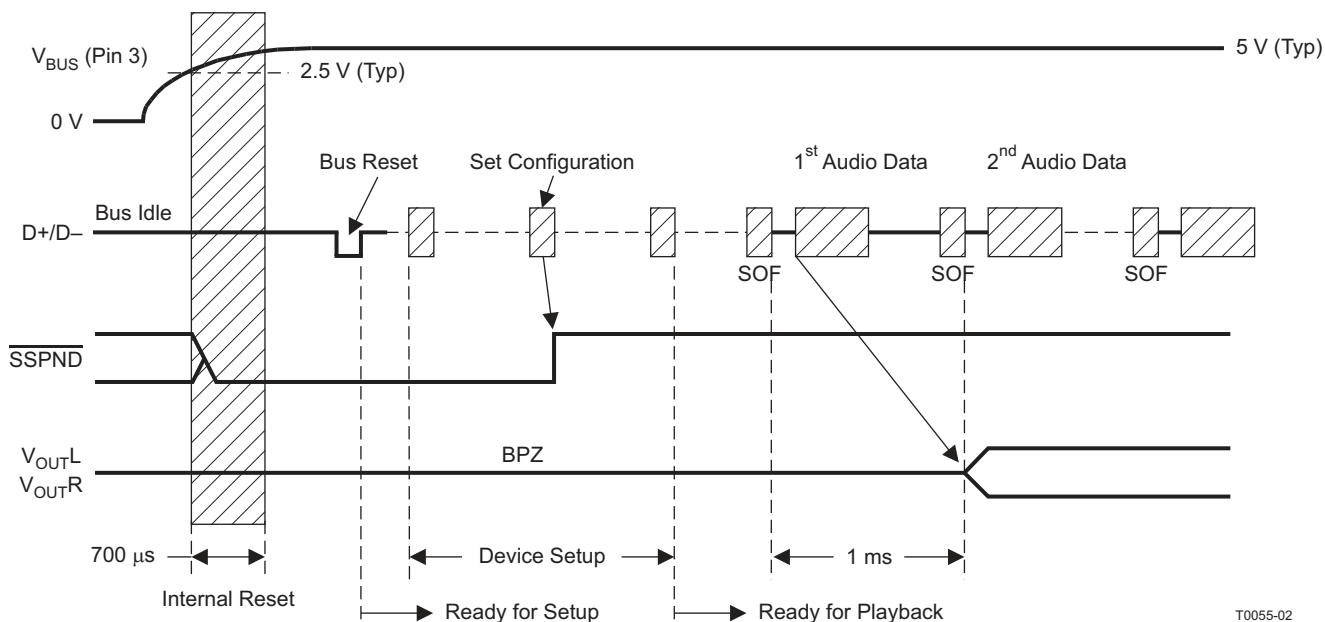 V_BUS (Pin 3)
5 V (Typ)
2.5 V (Typ)
0 V
Bus Reset
Set Configuration
1st Audio Data
2nd Audio Data
Bus Idle
D+/D–
SOF
SOF
SOF
SSPND
BPZ
V_OUTL
V_OUTR
700 µs
Device Setup
1 ms
Internal Reset
Ready for Setup
Ready for Playback
T0055-02